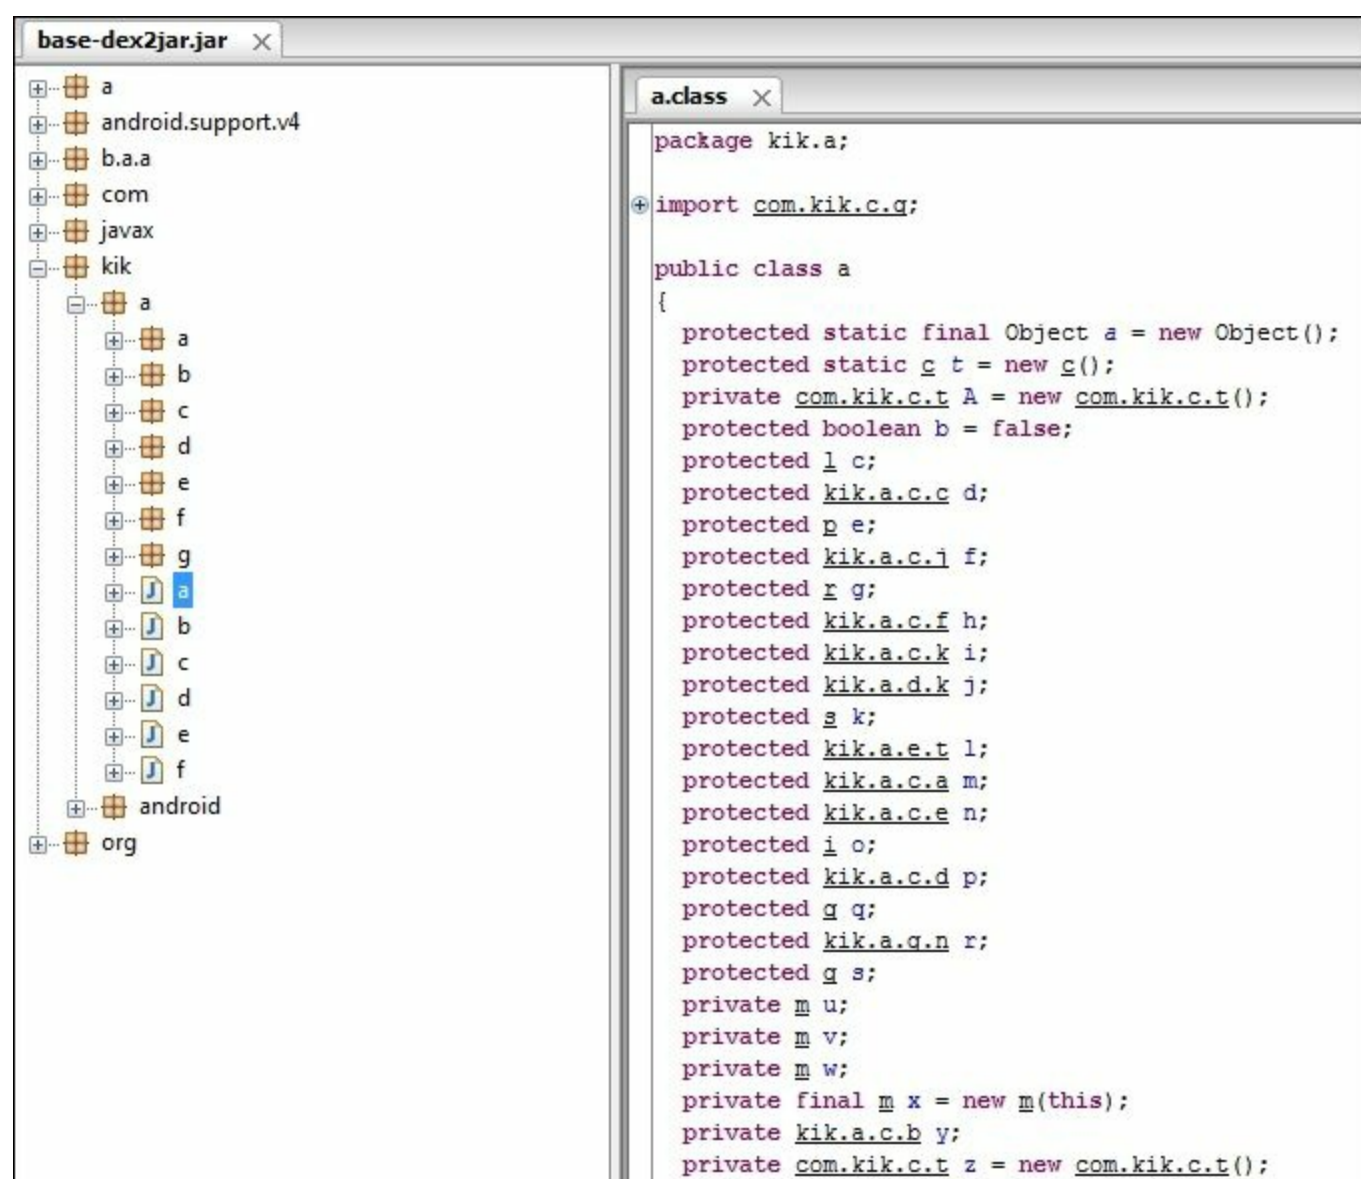 base-dex2jar.jar
a
android.support.v4
b.a.a
com
javax
kik
a
a
b
c
d
e
f
g
a
b
c
d
e
f
android
org
a.class
package kik.a;
import com.kik.c.g;
public class a
{
protected static final Object a = new Object();
protected static c t = new c();
private com.kik.c.t A = new com.kik.c.t();
protected boolean b = false;
protected l c;
protected kik.a.c.c d;
protected p e;
protected kik.a.c.j f;
protected r g;
protected kik.a.c.f h;
protected kik.a.c.k i;
protected kik.a.d.k j;
protected s k;
protected kik.a.e.t l;
protected kik.a.c.a m;
protected kik.a.c.e n;
protected i o;
protected kik.a.c.d p;
protected g q;
protected kik.a.g.n r;
protected q s;
private m u;
private m v;
private m w;
private final m x = new m(this);
private kik.a.c.b y;
private com.kik.c.t z = new com.kik.c.t();